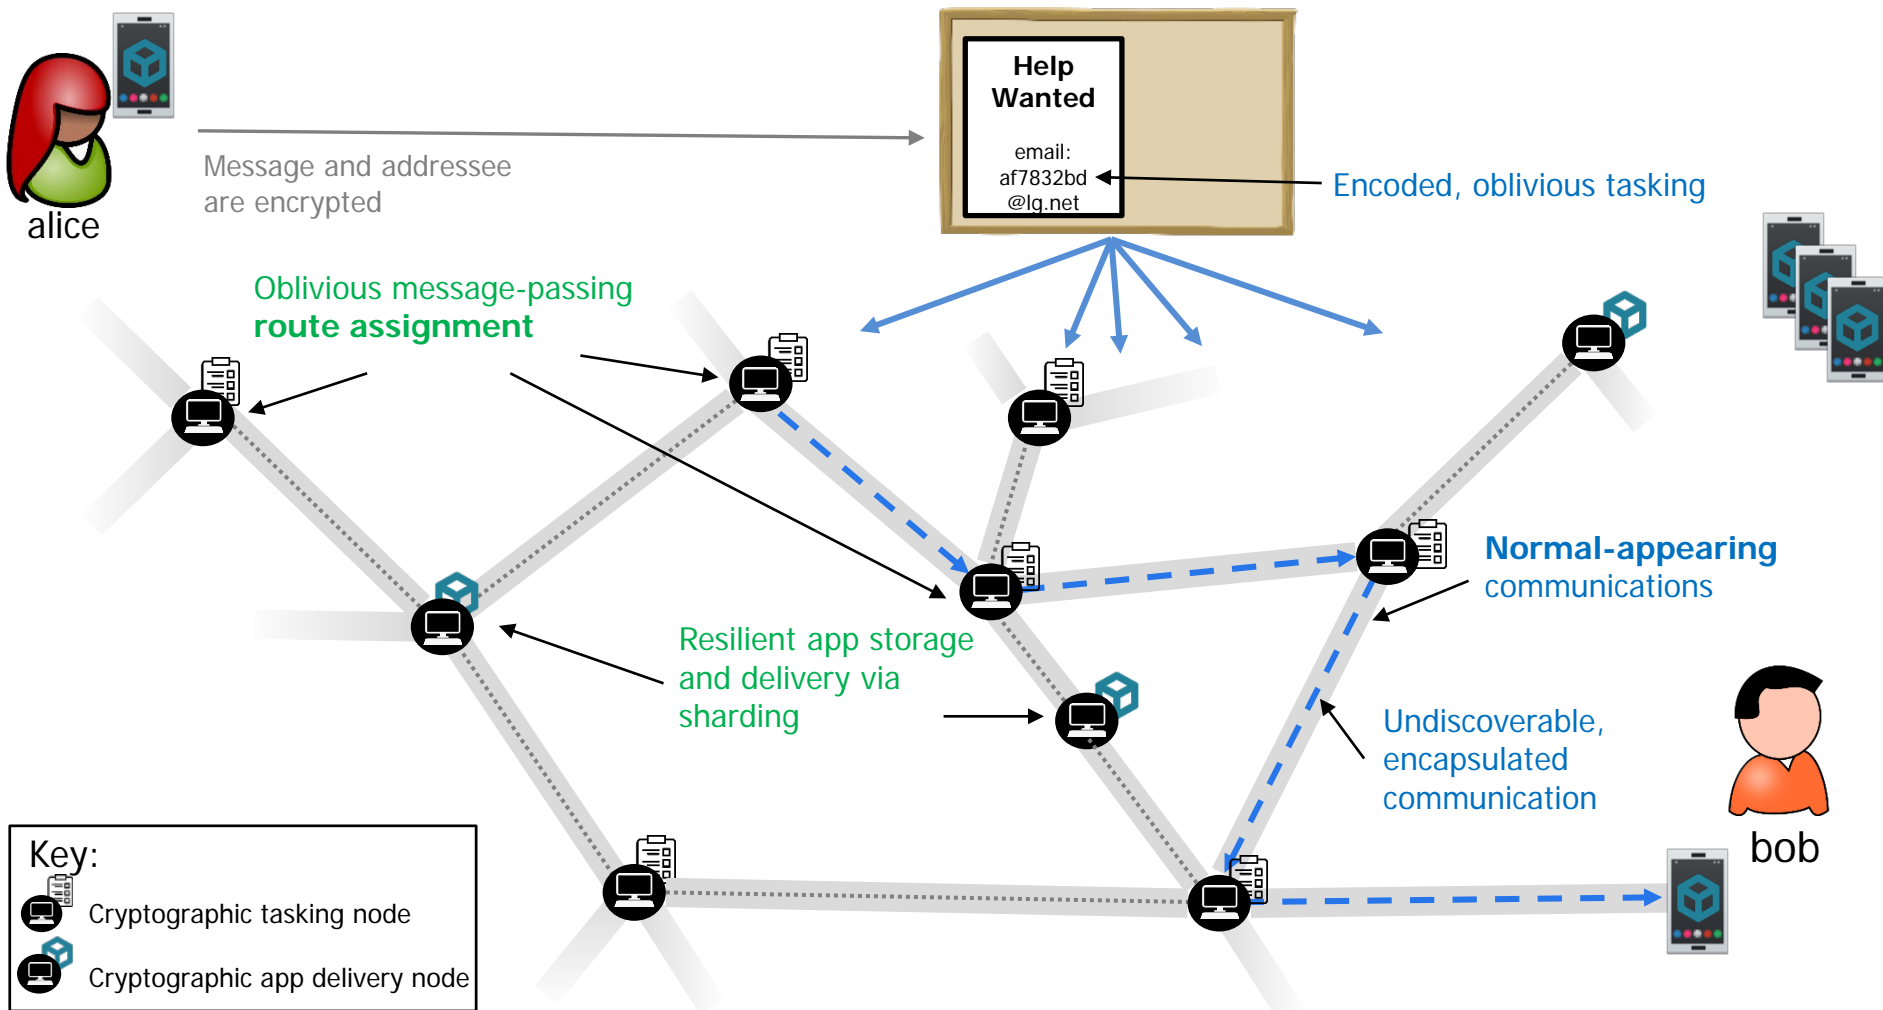 Help
Wanted
email:
af7832bd
@lg.net
Message and addressee
are encrypted
alice
Encoded, oblivious tasking
Oblivious message-passing
route assignment
Normal-appearing
communications
Resilient app storage
and delivery via
sharding
Undiscoverable,
encapsulated
communication
bob
Key:
Cryptographic tasking node
Cryptographic app delivery node